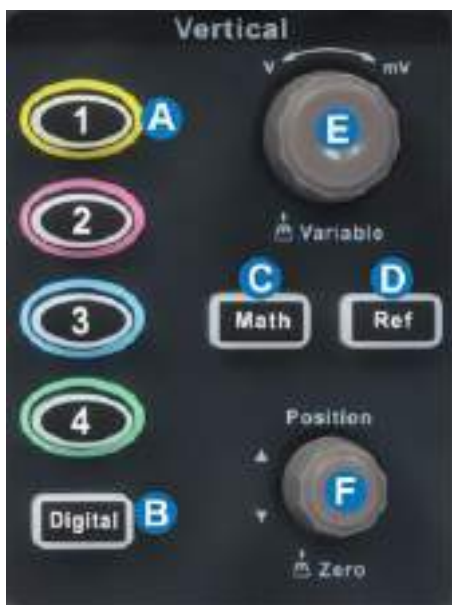 Vertical
V mV
1 A
E
2
Variable
C D
3
Math Ref
4
Position
Digital B
F
Zero